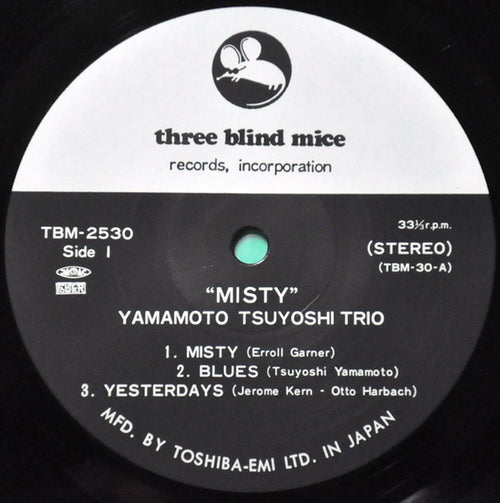 three blind mice
records, incorporation
TBM-2530
Side 1
33⅓ r.p.m.
(STEREO)
(TBM-30-A)
"MISTY"
YAMAMOTO TSUYOSHI TRIO
1. MISTY (Erroll Garner)
2. BLUES (Tsuyoshi Yamamoto)
3. YESTERDAYS (Jerome Kern - Otto Harbach)
MFD. BY TOSHIBA-EMI LTD. IN JAPAN